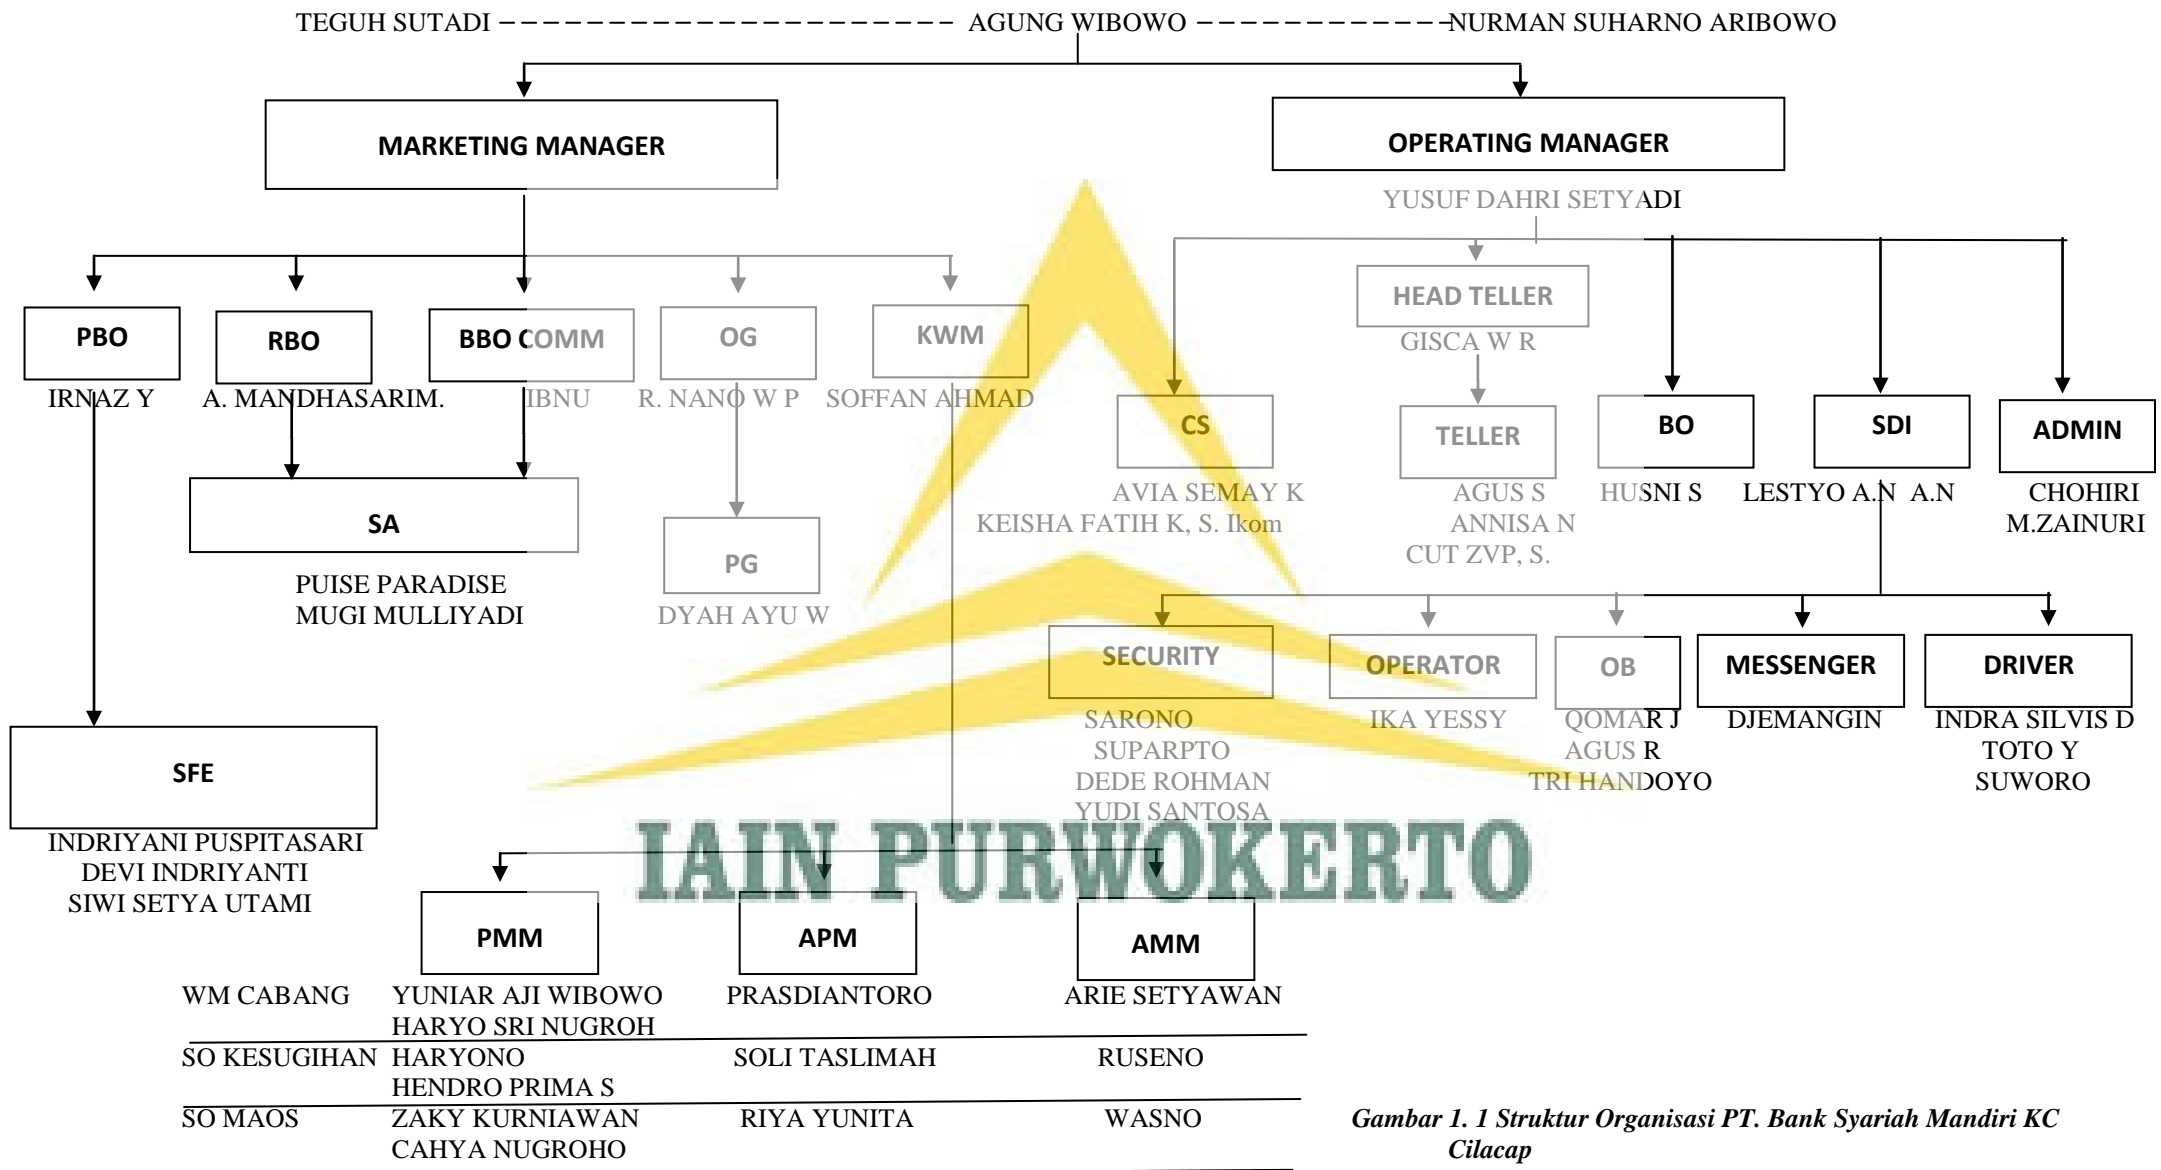 TEGUH SUTADI AGUNG WIBOWO NURMAN SUHARNO ARIBOWO
MARKETING MANAGER
OPERATING MANAGER
YUSUF DAHRI SETYADI
PBO
IRNAZ Y
RBO
A. MANDHASARIM.
BBO COMM
IBNU
OG
R. NANO W P
KWM
SOFFAN AHMAD
HEAD TELLER
GISCA W R
CS
AVIA SEMAY K
KEISHA FATIH K, S. Ikom
TELLER
AGUS S
ANNISA N
CUT ZVP, S.
BO
HUSNI S
SDI
LESTYO A.N A.N
ADMIN
CHOHIRI
M.ZAINURI
SA
PUISE PARADISE
MUGI MULLIYADI
PG
DYAH AYU W
SECURITY
SARONO
SUPARPTO
DEDE ROHMAN
YUDI SANTOSA
OPERATOR
IKA YESSY
OB
QOMAR J
AGUS R
TRI HANDOYO
MESSENGER
DJEMANGIN
DRIVER
INDRA SILVIS D
TOTO Y
SUWORO
SFE
INDRIYANI PUSPITASARI
DEVI INDRIYANTI
SIWI SETYA UTAMI
IAIN PURWOKERTO
PMM
APM
AMM
WM CABANG YUNIAR AJI WIBOWO PRASDIANTORO ARIE SETYAWAN
HARYO SRI NUGROH
SO KESUGIHAN HARYONO SOLI TASLIMAH RUSENO
HENDRO PRIMA S
SO MAOS ZAKY KURNIAWAN RIYA YUNITA WASNO
CAHYA NUGROHO
Gambar 1. 1 Struktur Organisasi PT. Bank Syariah Mandiri KC
Cilacap